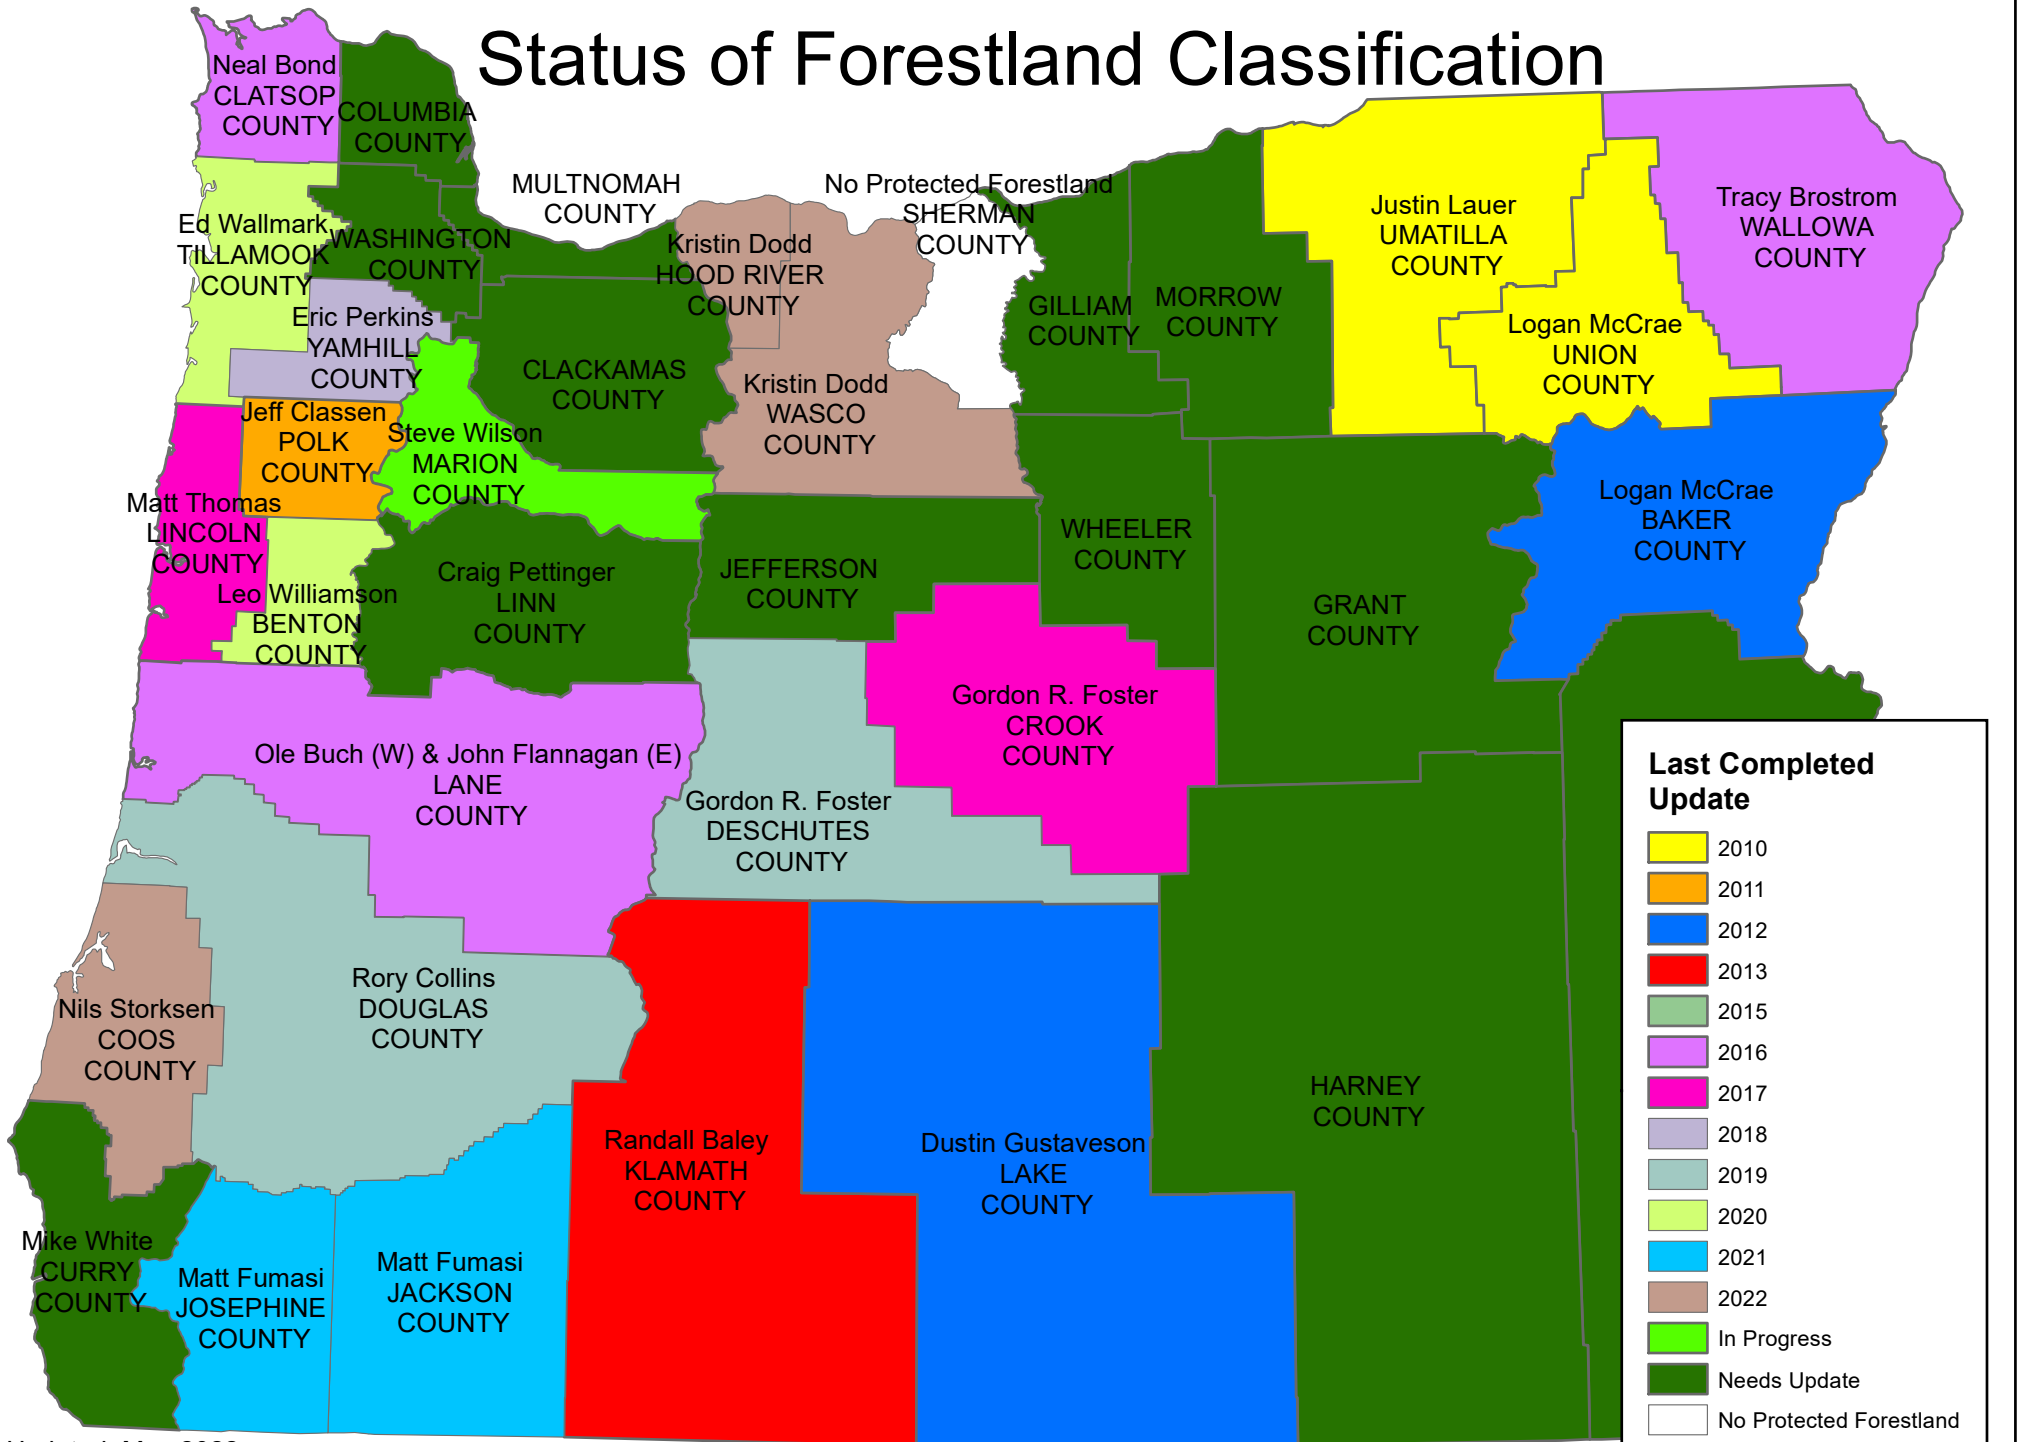 Status of Forestland Classification
Neal Bond
CLATSOP
COUNTY
COLUMBIA
COUNTY
MULTNOMAH
COUNTY
No Protected Forestland
SHERMAN
COUNTY
Justin Lauer
UMATILLA
COUNTY
Tracy Brostrom
WALLOWA
COUNTY
Ed Wallmark
TILLAMOOK
COUNTY
WASHINGTON
COUNTY
Kristin Dodd
HOOD RIVER
COUNTY
GILLIAM
COUNTY
MORROW
COUNTY
Logan McCrae
UNION
COUNTY
Eric Perkins
YAMHILL
COUNTY
CLACKAMAS
COUNTY
Kristin Dodd
WASCO
COUNTY
Jeff Classen
POLK
COUNTY
Steve Wilson
MARION
COUNTY
Matt Thomas
LINCOLN
COUNTY
Logan McCrae
BAKER
COUNTY
Leo Williamson
BENTON
COUNTY
Craig Pettinger
LINN
COUNTY
JEFFERSON
COUNTY
WHEELER
COUNTY
GRANT
COUNTY
Ole Buch (W) & John Flannagan (E)
LANE
COUNTY
Gordon R. Foster
CROOK
COUNTY
Gordon R. Foster
DESCHUTES
COUNTY
Rory Collins
DOUGLAS
COUNTY
Nils Storksen
COOS
COUNTY
HARNEY
COUNTY
Randall Baley
KLAMATH
COUNTY
Dustin Gustaveson
LAKE
COUNTY
Mike White
CURRY
COUNTY
Matt Fumasi
JOSEPHINE
COUNTY
Matt Fumasi
JACKSON
COUNTY
Last Completed
Update
2010
2011
2012
2013
2015
2016
2017
2018
2019
2020
2021
2022
In Progress
Needs Update
No Protected Forestland